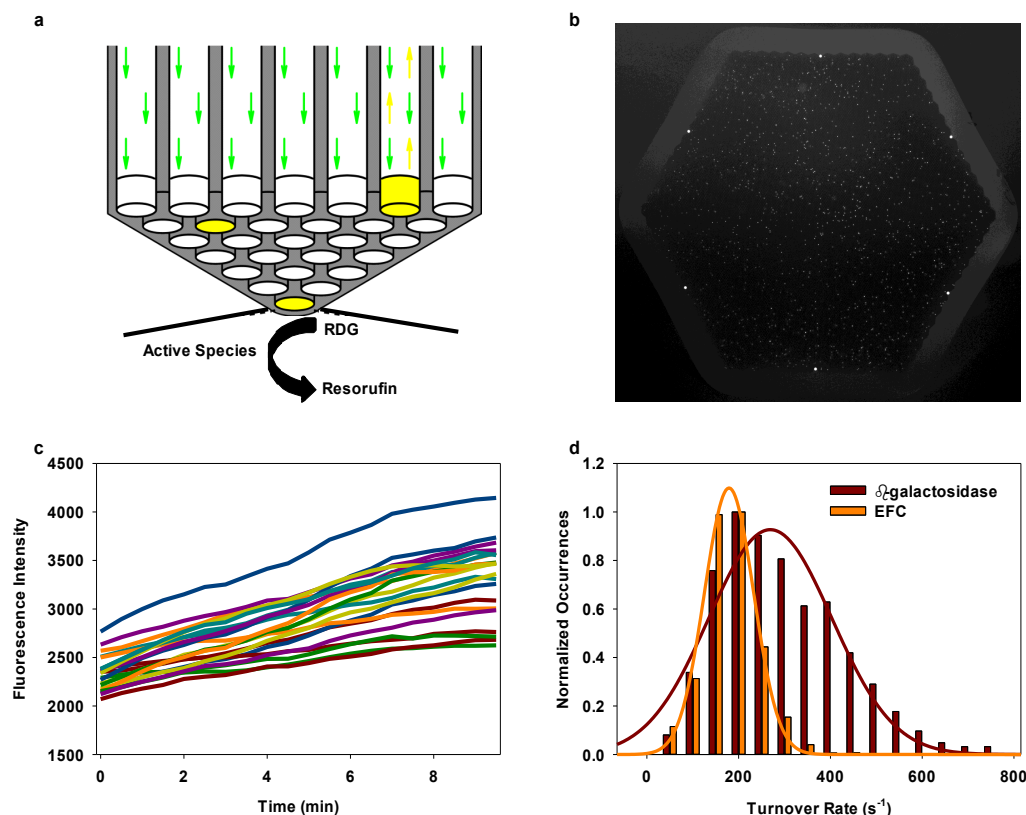 a
RDG
Active Species
Resorufin
b
c
4500
4000
3500
3000
2500
2000
1500
Fluorescence Intensity
0 2 4 6 8
Time (min)
d
1.2
1.0
0.8
0.6
0.4
0.2
0.0
Normalized Occurrences
galactosidase
EFC
0 200 400 600 800
Turnover Rate (s⁻¹)